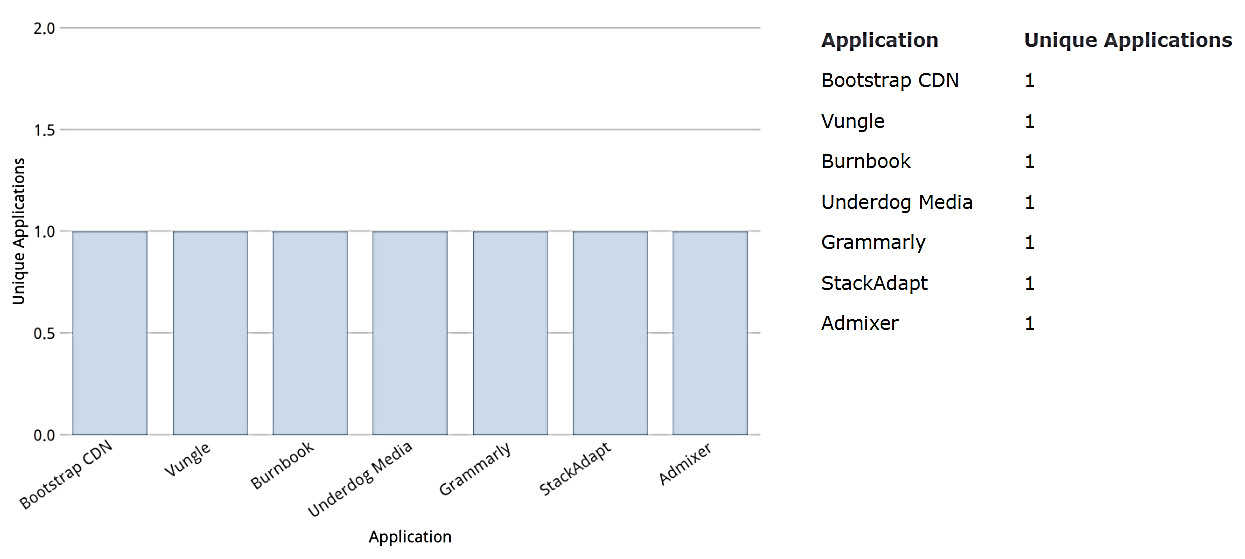 2.0
1.5
1.0
0.5
0.0
Unique Applications
Bootstrap CDN
Vungle
Burnbook
Underdog Media
Grammarly
StackAdapt
Admixer
Application
Application Unique Applications
Bootstrap CDN 1
Vungle 1
Burnbook 1
Underdog Media 1
Grammarly 1
StackAdapt 1
Admixer 1